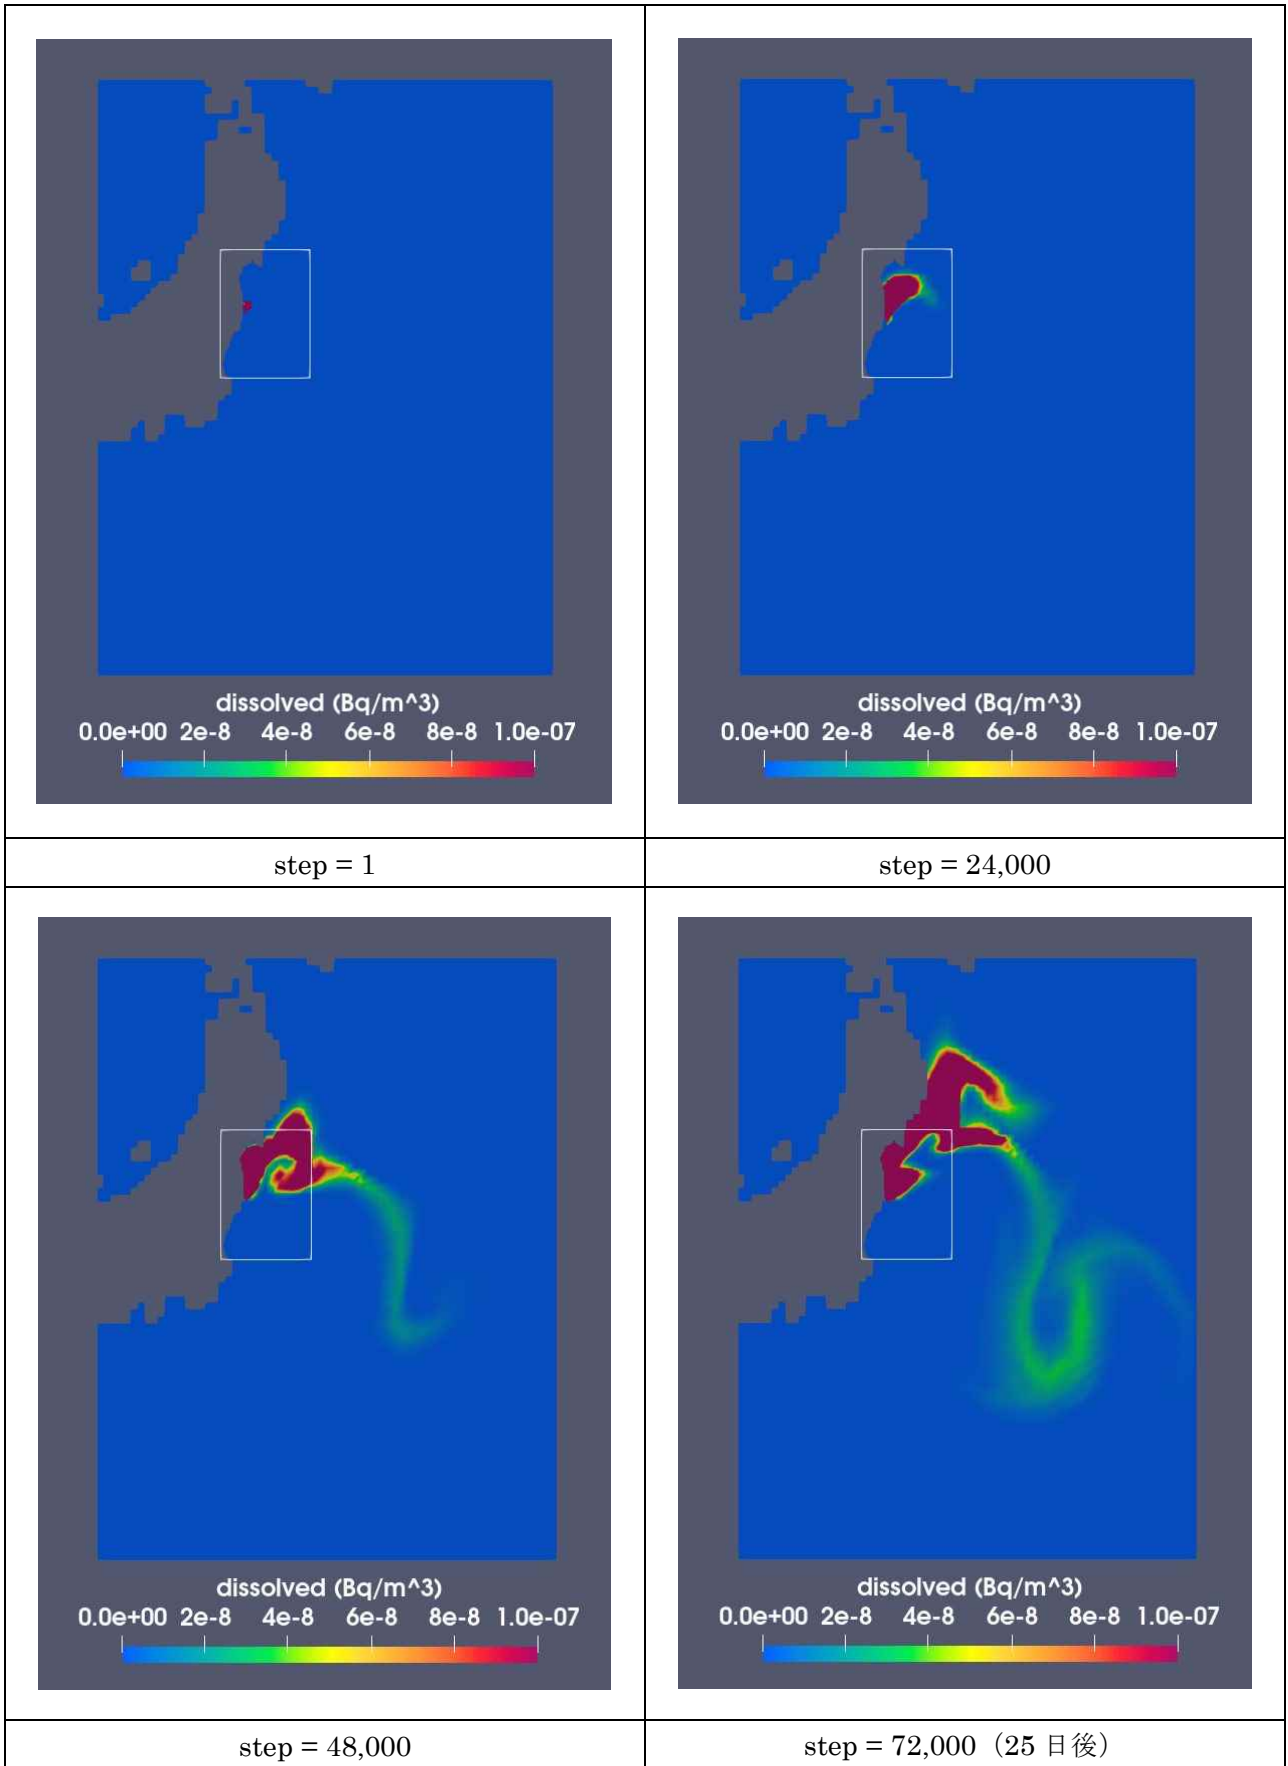 dissolved (Bq/m^3)
0.0e+00 2e-8 4e-8 6e-8 8e-8 1.0e-07
dissolved (Bq/m^3)
0.0e+00 2e-8 4e-8 6e-8 8e-8 1.0e-07
step = 1
step = 24,000
dissolved (Bq/m^3)
0.0e+00 2e-8 4e-8 6e-8 8e-8 1.0e-07
dissolved (Bq/m^3)
0.0e+00 2e-8 4e-8 6e-8 8e-8 1.0e-07
step = 48,000
step = 72,000（25 日後）